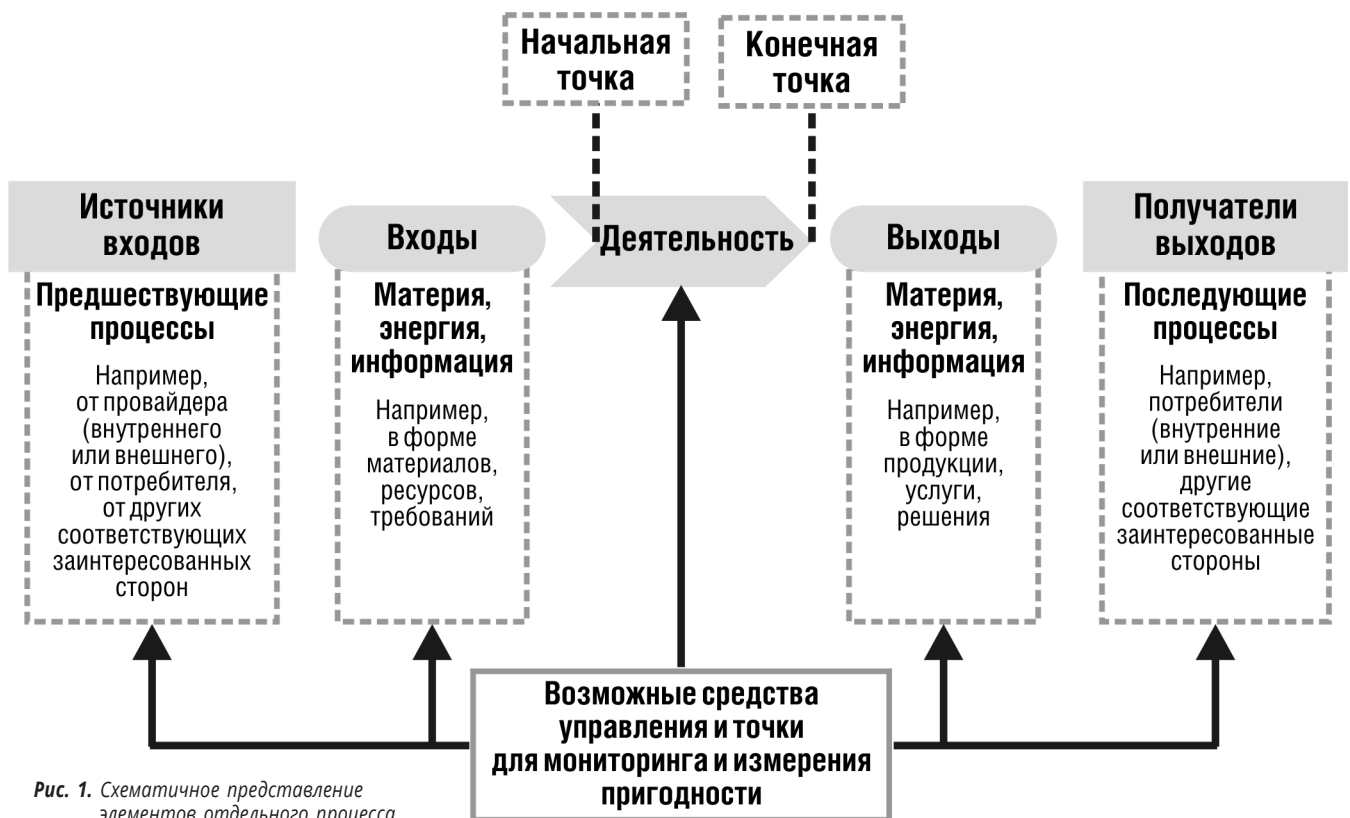 Начальная
точка
Конечная
точка
Источники
входов
Входы
Деятельность
Выходы
Получатели
выходов
Предшествующие
процессы
Например,
от провайдера
(внутреннего
или внешнего),
от потребителя,
от других
соответствующих
заинтересованных
сторон
Материя,
энергия,
информация
Например,
в форме
материалов,
ресурсов,
требований
Материя,
энергия,
информация
Например,
в форме
продукции,
услуги,
решения
Последующие
процессы
Например,
потребители
(внутренние
или внешние),
другие
соответствующие
заинтересованные
стороны
Возможные средства
управления и точки
для мониторинга и измерения
пригодности
Рис. 1. Схематичное представление
элементов отдельного процесса